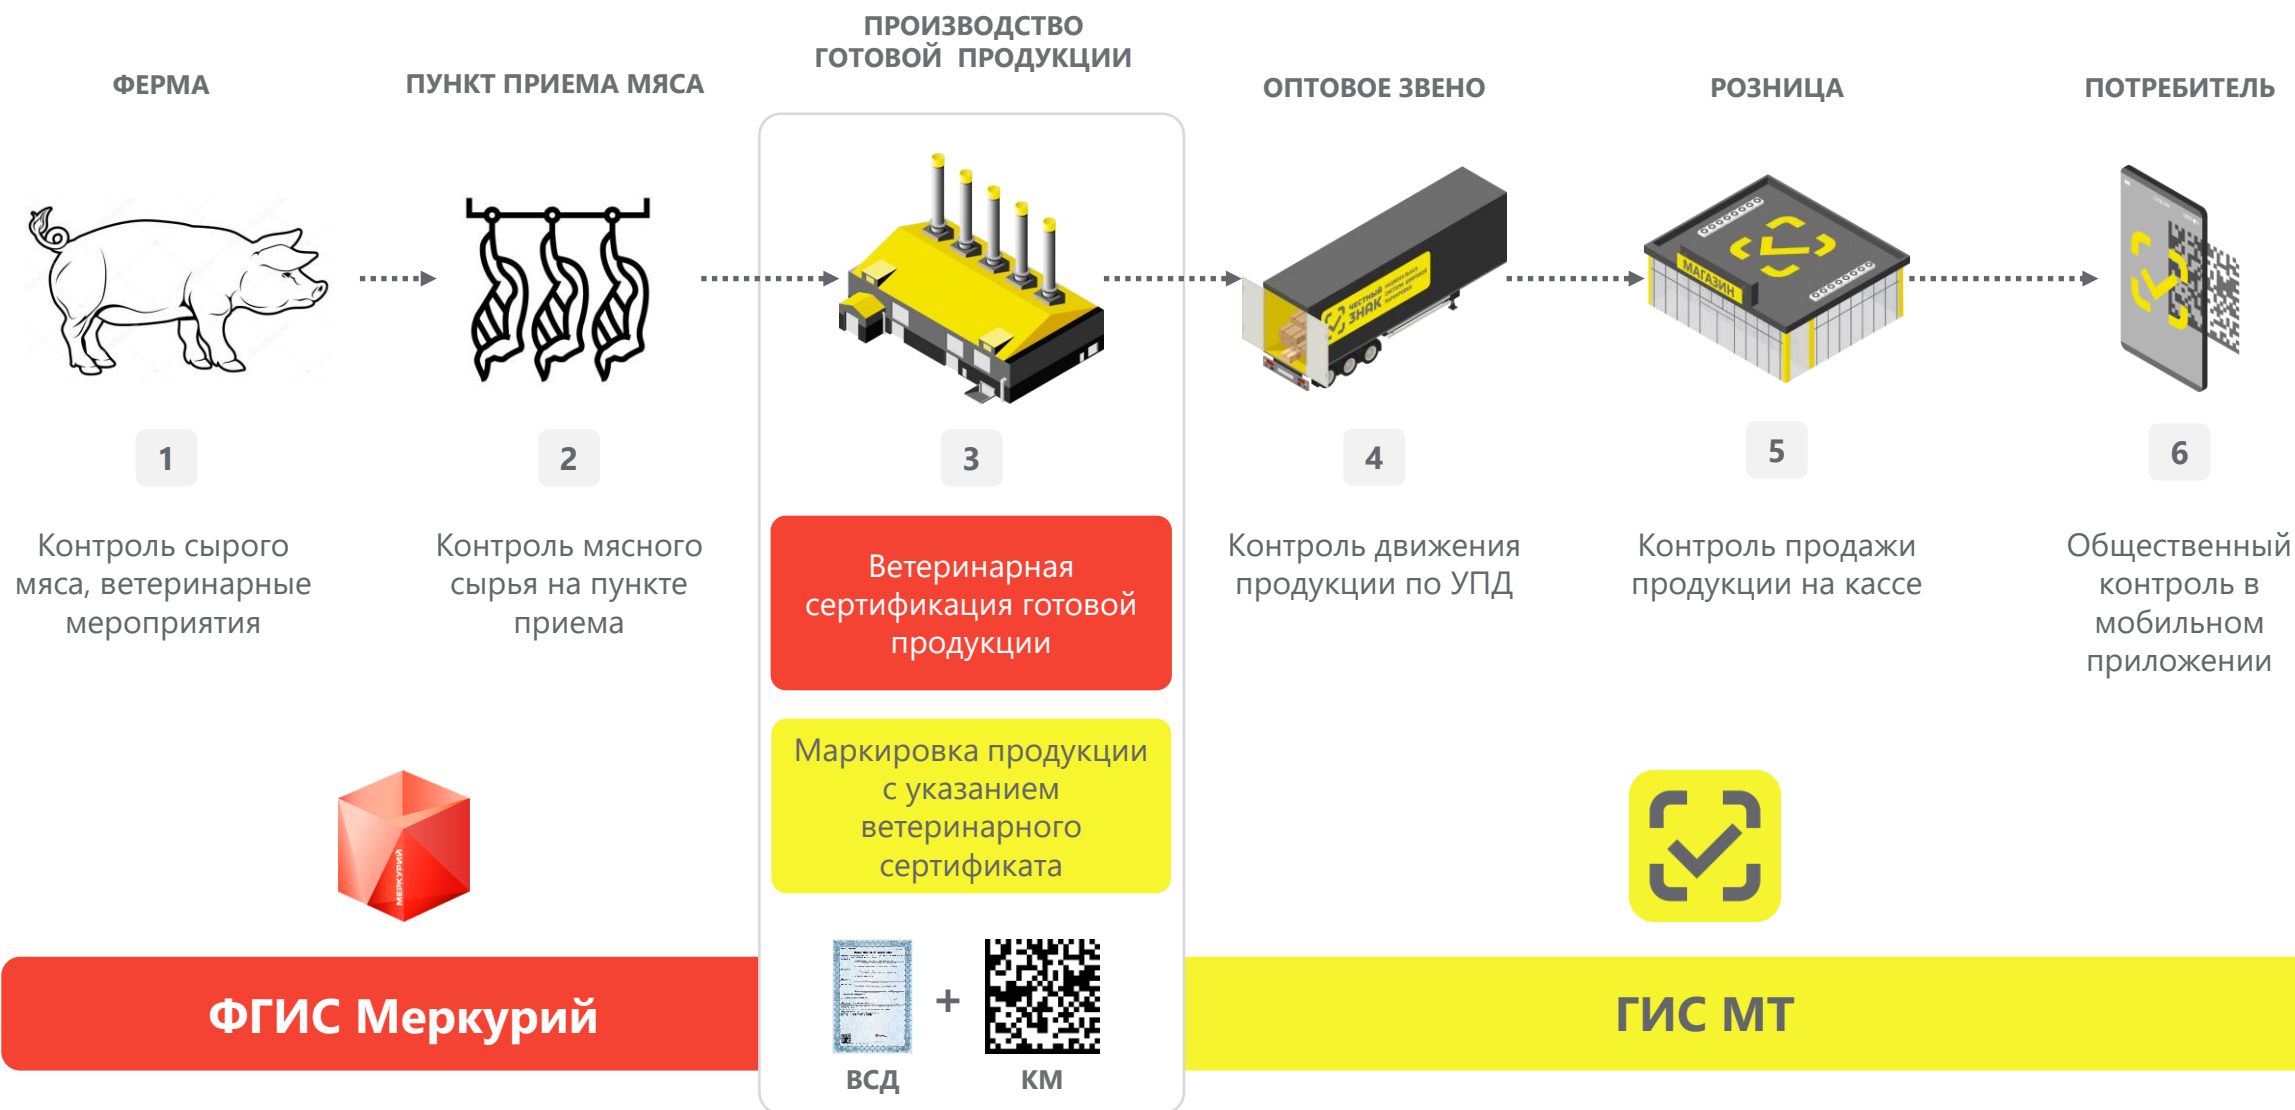 ФЕРМА
ПУНКТ ПРИЕМА МЯСА
ПРОИЗВОДСТВО
ГОТОВОЙ ПРОДУКЦИИ
ОПТОВОЕ ЗВЕНО
РОЗНИЦА
ПОТРЕБИТЕЛЬ
ЧЕСТНЫЙ
ЗНАК
МАГАЗИН
1
2
3
4
5
6
Контроль сырого
мяса, ветеринарные
мероприятия
Контроль мясного
сырья на пункте
приема
Ветеринарная
сертификация готовой
продукции
Маркировка продукции
с указанием
ветеринарного
сертификата
Контроль движения
продукции по УПД
Контроль продажи
продукции на кассе
Общественный
контроль в
мобильном
приложении
МЕРКУРИЙ
ФГИС Меркурий
+
ВСД
КМ
ГИС МТ